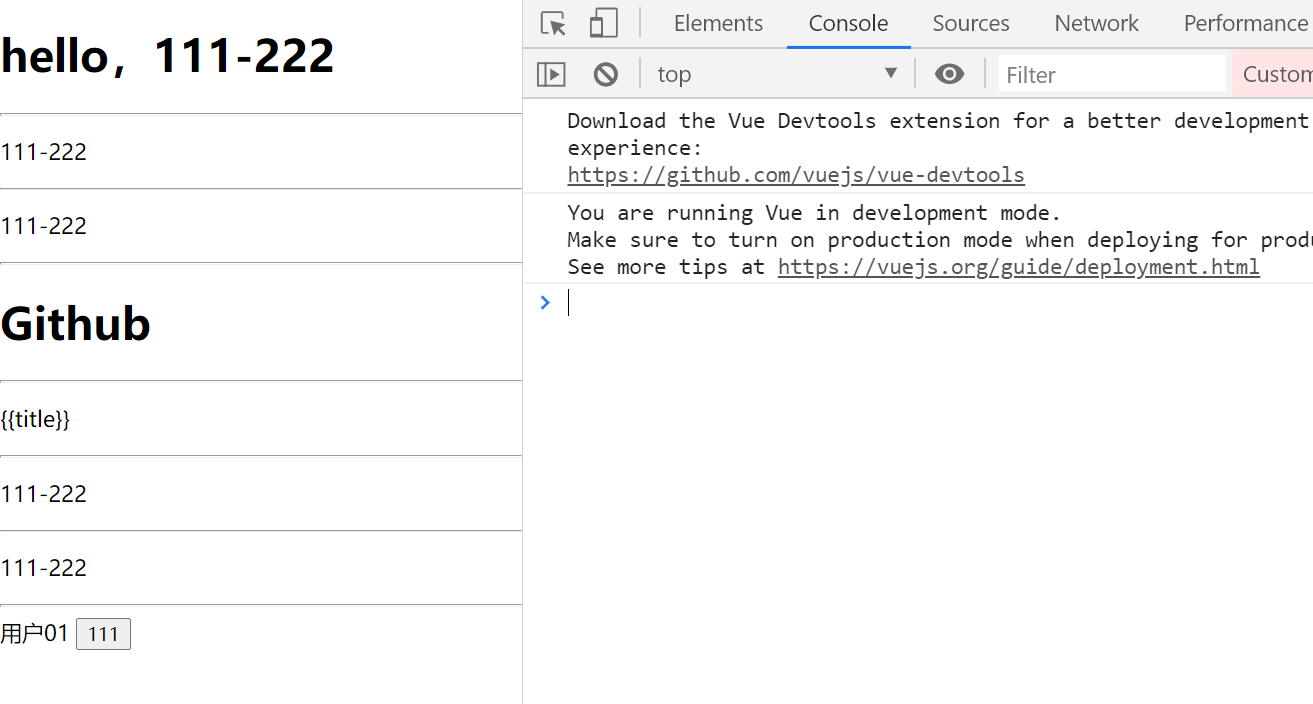 hello，111-222
111-222
111-222
Github
{{title}}
111-222
111-222
用户01 111
Elements Console Sources Network Performance
top Filter Custom
Download the Vue Devtools extension for a better development
experience:
https://github.com/vuejs/vue-devtools
You are running Vue in development mode.
Make sure to turn on production mode when deploying for produ
See more tips at https://vuejs.org/guide/deployment.html